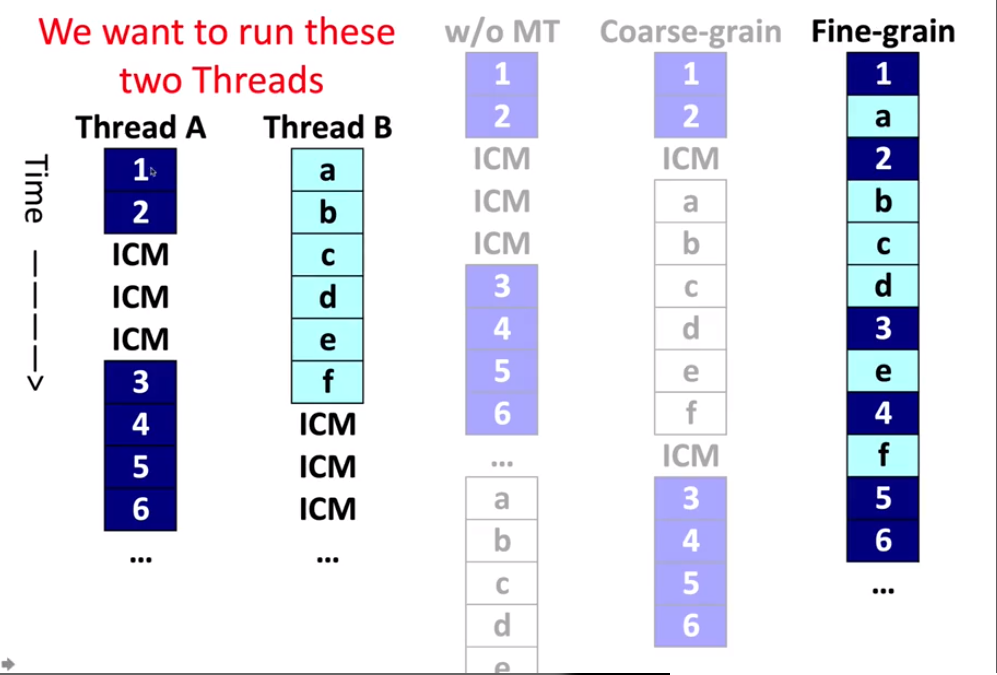 We want to run these
two Threads
Thread A
1
2
ICM
ICM
ICM
3
4
5
6
...
Thread B
a
b
c
d
e
f
ICM
ICM
ICM
...
Time ----->
w/o MT
1
2
ICM
ICM
ICM
3
4
5
6
...
a
b
c
d
e
Coarse-grain
1
2
ICM
a
b
c
d
e
f
ICM
3
4
5
6
Fine-grain
1
a
2
b
c
d
3
e
4
f
5
6
...